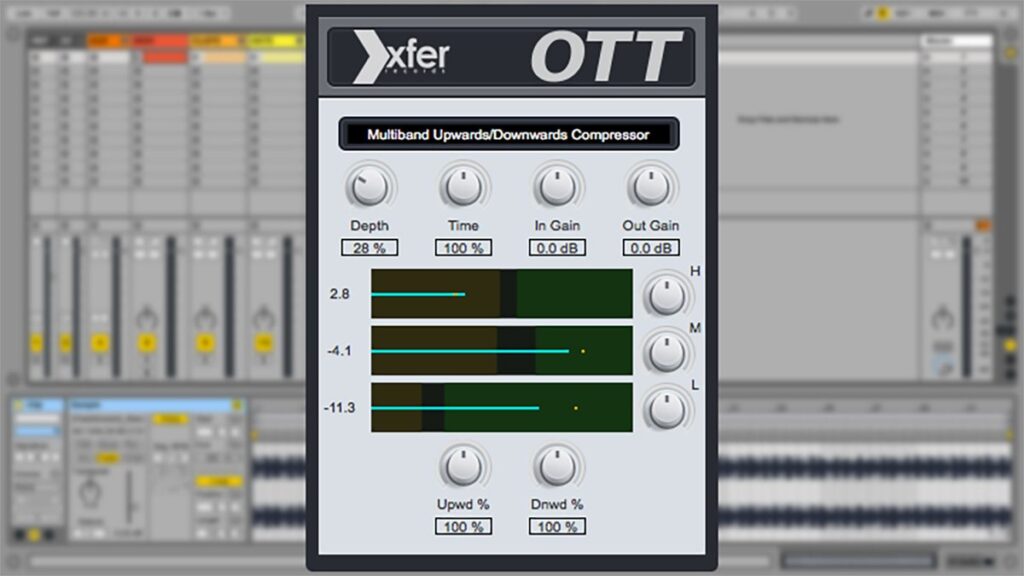 xfer
records
OTT
Multiband Upwards/Downwards Compressor
Depth Time In Gain Out Gain
28 % 100 % 0.0 dB 0.0 dB
H
2.8
M
-4.1
L
-11.3
Upwd % Dnwd %
100 % 100 %